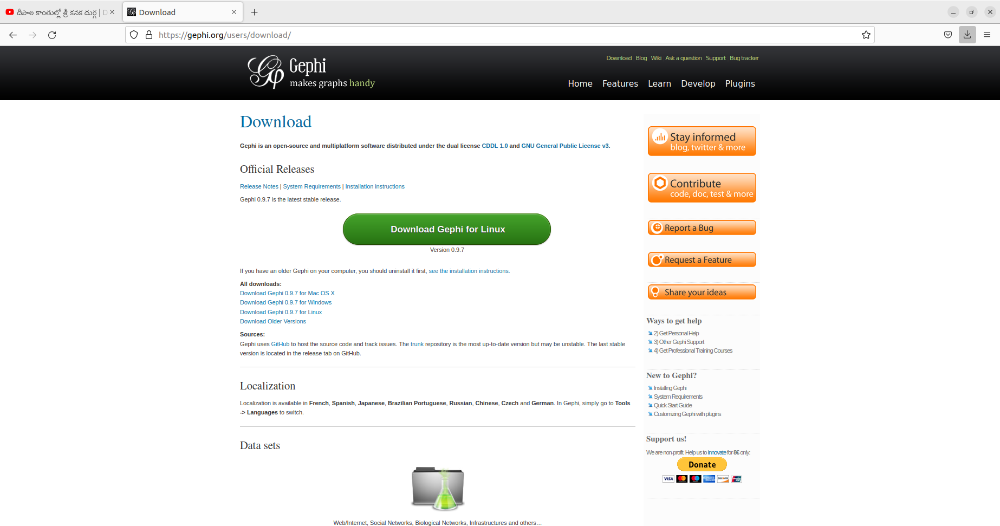 దీపాల కాంతుల్లో శ్రీ కనక దుర్గ | D
Download
https://gephi.org/users/download/
Gephi
makes graphs handy
Download Blog Wiki Ask a question Support Bug tracker
Home Features Learn Develop Plugins
Download
Gephi is an open-source and multiplatform software distributed under the dual license CDDL 1.0 and GNU General Public License v3.
Official Releases
Release Notes | System Requirements | Installation instructions
Gephi 0.9.7 is the latest stable release.
Download Gephi for Linux
Version 0.9.7
If you have an older Gephi on your computer, you should uninstall it first, see the installation instructions.
All downloads:
Download Gephi 0.9.7 for Mac OS X
Download Gephi 0.9.7 for Windows
Download Gephi 0.9.7 for Linux
Download Older Versions
Sources:
Gephi uses GitHub to host the source code and track issues. The trunk repository is the most up-to-date version but may be unstable. The last stable
version is located in the release tab on GitHub.
Localization
Localization is available in French, Spanish, Japanese, Brazilian Portuguese, Russian, Chinese, Czech and German. In Gephi, simply go to Tools
-> Languages to switch.
Data sets
Web/Internet, Social Networks, Biological Networks, Infrastructures and others...
Stay informed
blog, twitter & more
Contribute
code, doc, test & more
Report a Bug
Request a Feature
Share your ideas
Ways to get help
2) Get Personal Help
3) Other Gephi Support
4) Get Professional Training Courses
New to Gephi?
Installing Gephi
System Requirements
Quick Start Guide
Customizing Gephi with plugins
Support us!
We are non-profit. Help us to innovate for 8€ only:
Donate
VISA